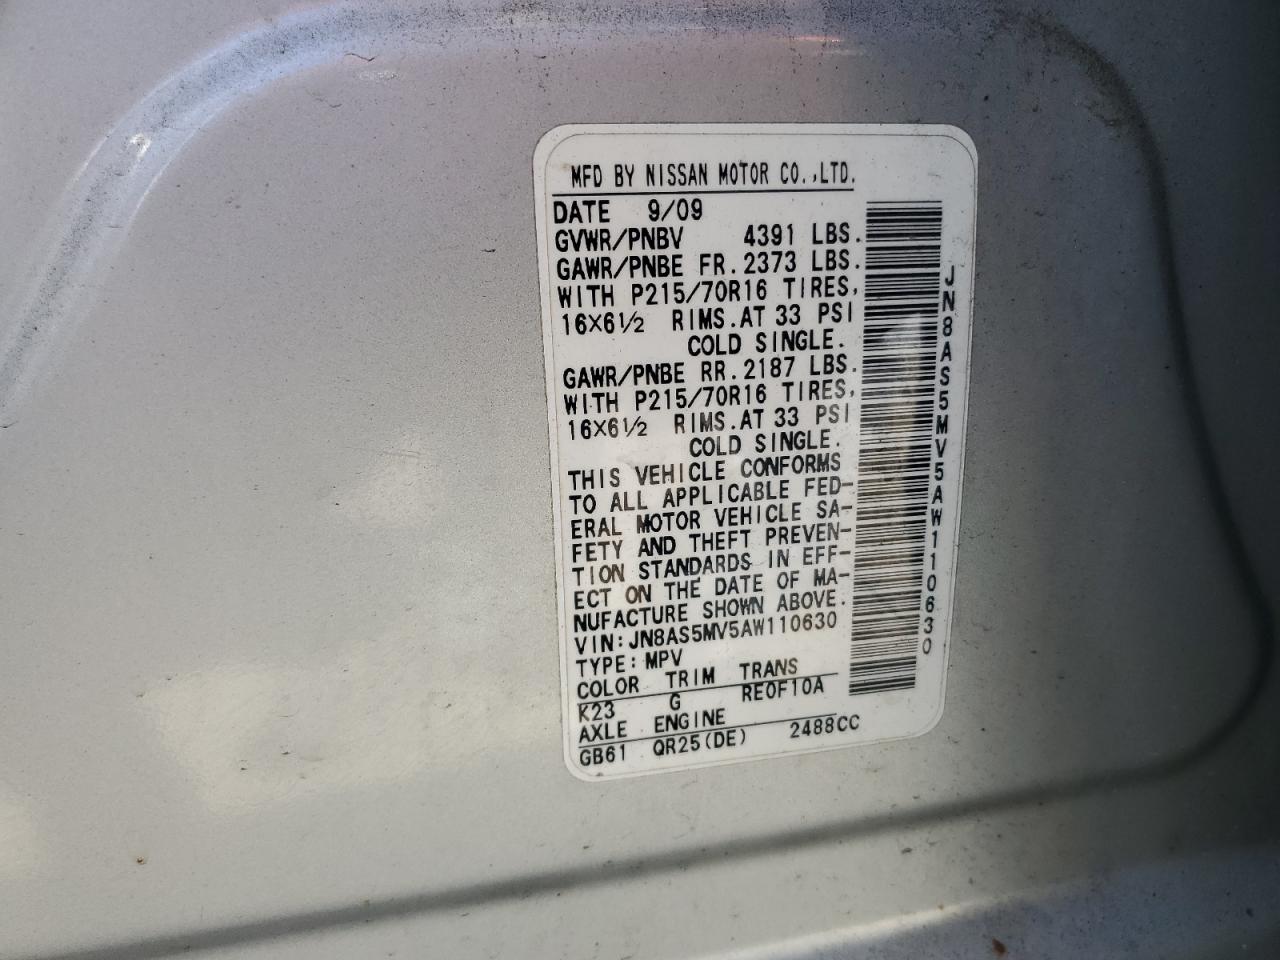 MFD BY NISSAN MOTOR CO.,LTD.
DATE 9/09
GVWR/PNBV 4391 LBS.
GAWR/PNBE FR.2373 LBS.
WITH P215/70R16 TIRES,
16X6½ RIMS.AT 33 PSI
COLD SINGLE.
GAWR/PNBE RR.2187 LBS.
WITH P215/70R16 TIRES,
16X6½ RIMS.AT 33 PSI
COLD SINGLE.
THIS VEHICLE CONFORMS
TO ALL APPLICABLE FED-
ERAL MOTOR VEHICLE SA-
FETY AND THEFT PREVEN-
TION STANDARDS IN EFF-
ECT ON THE DATE OF MA-
NUFACTURE SHOWN ABOVE.
VIN:JN8AS5MV5AW110630
TYPE:MPV
COLOR TRIM TRANS
K23 G RE0F10A
AXLE ENGINE
GB61 QR25(DE) 2488CC
JN8AS5MV5AW110630